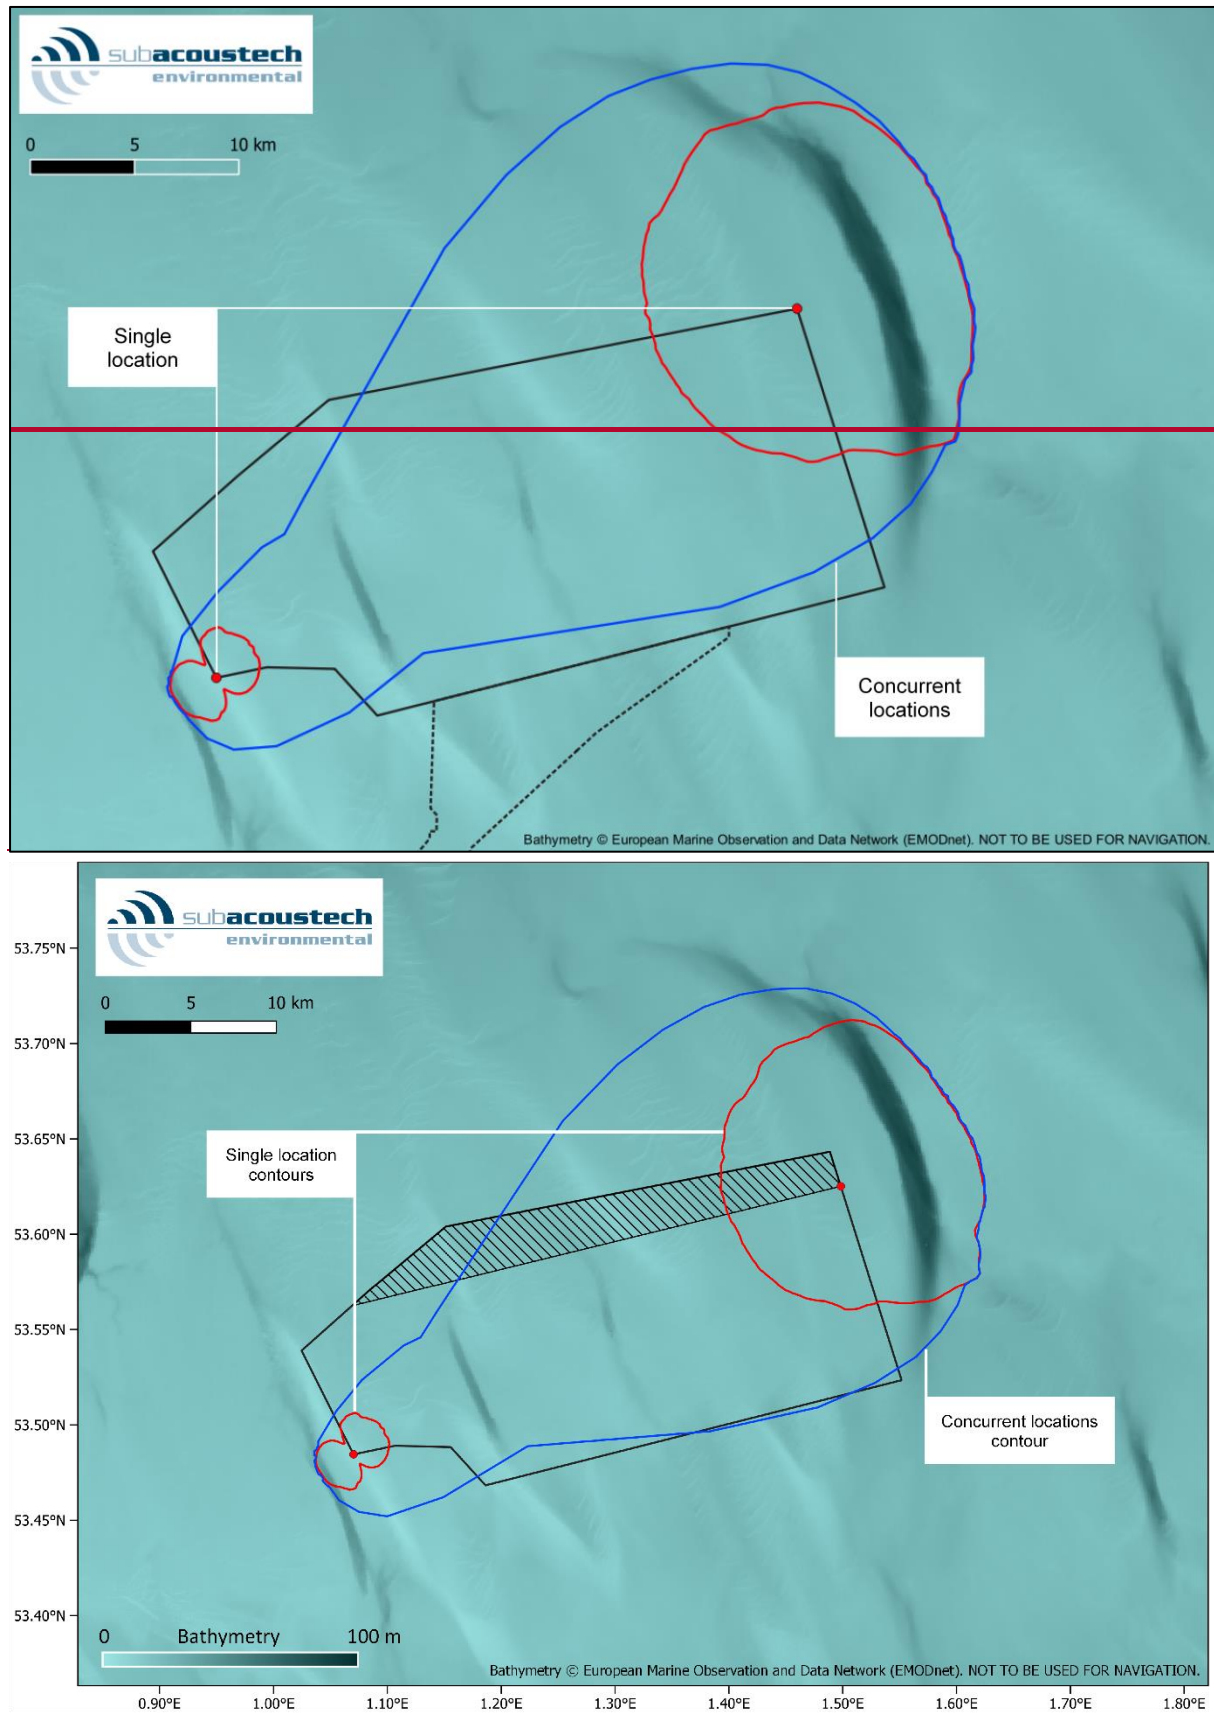 subacoustech
environmental
0 5 10 km
Single
location
Concurrent
locations
Bathymetry © European Marine Observation and Data Network (EMODnet). NOT TO BE USED FOR NAVIGATION.
subacoustech
environmental
53.75°N
0 5 10 km
53.70°N
53.65°N
Single location
contours
53.60°N
53.55°N
53.50°N
Concurrent locations
contour
53.45°N
53.40°N
0 Bathymetry 100 m
Bathymetry © European Marine Observation and Data Network (EMODnet). NOT TO BE USED FOR NAVIGATION.
0.90°E 1.00°E 1.10°E 1.20°E 1.30°E 1.40°E 1.50°E 1.60°E 1.70°E 1.80°E